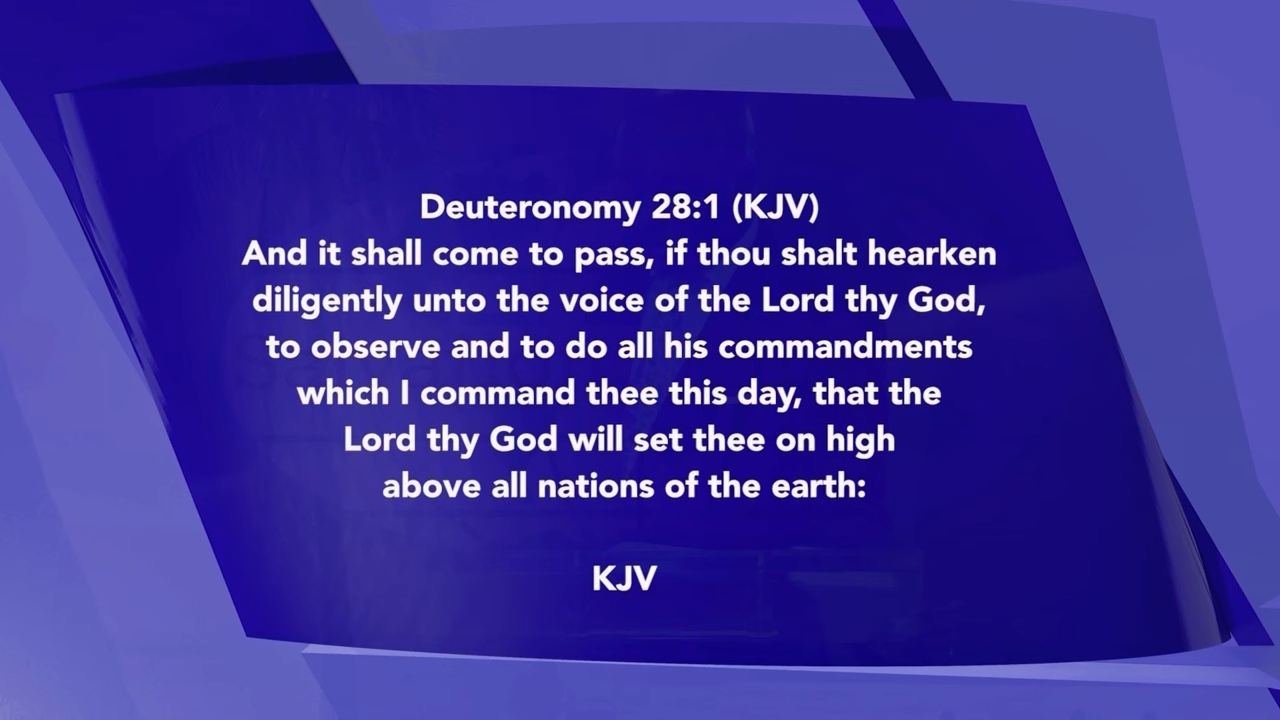 Deuteronomy 28:1 (KJV)
And it shall come to pass, if thou shalt hearken
diligently unto the voice of the Lord thy God,
to observe and to do all his commandments
which I command thee this day, that the
Lord thy God will set thee on high
above all nations of the earth:
KJV